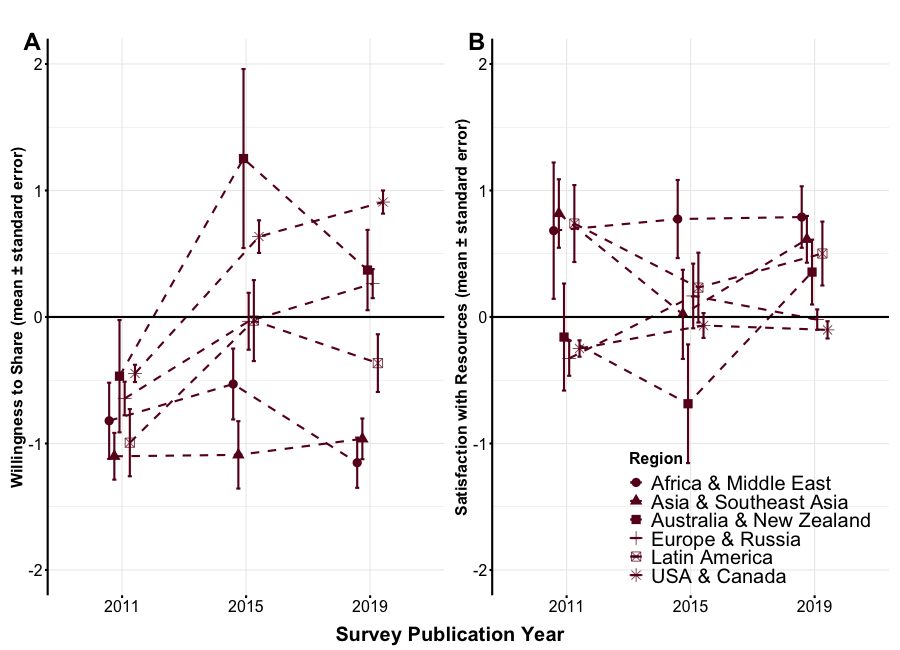 A
Willingness to Share (mean ± standard error)
2
1
0
-1
-2
2011
2015
2019
B
Satisfaction with Resources (mean ± standard error)
2
1
0
-1
-2
2011
2015
2019
Region
Africa & Middle East
Asia & Southeast Asia
Australia & New Zealand
Europe & Russia
Latin America
USA & Canada
Survey Publication Year